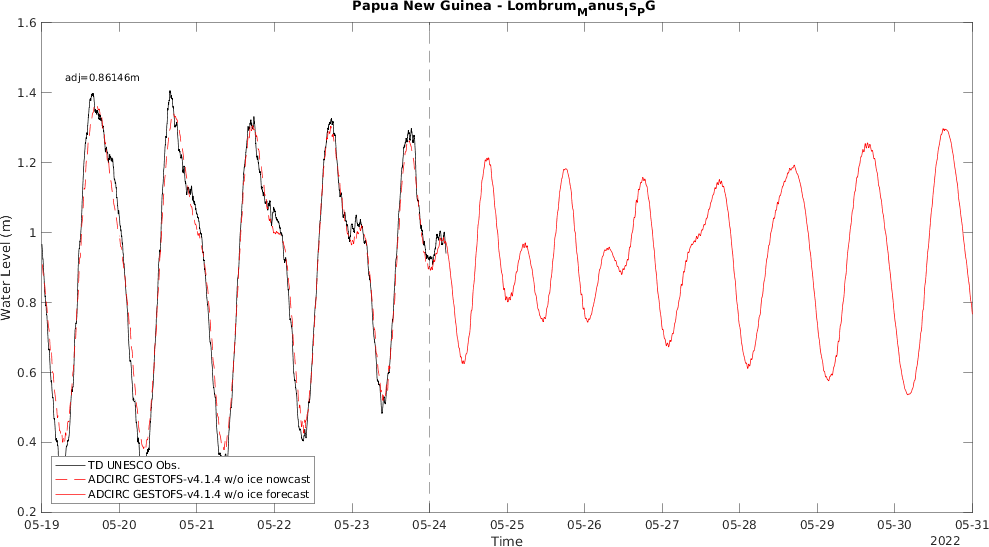 Papua New Guinea - LombrumManusIsPG
adj=0.86146m
Water Level (m)
1.6
1.4
1.2
1
0.8
0.6
0.4
0.2
TD UNESCO Obs.
ADCIRC GESTOFS-v4.1.4 w/o ice nowcast
ADCIRC GESTOFS-v4.1.4 w/o ice forecast
05-19 05-20 05-21 05-22 05-23 05-24 05-25 05-26 05-27 05-28 05-29 05-30 05-31
Time
2022